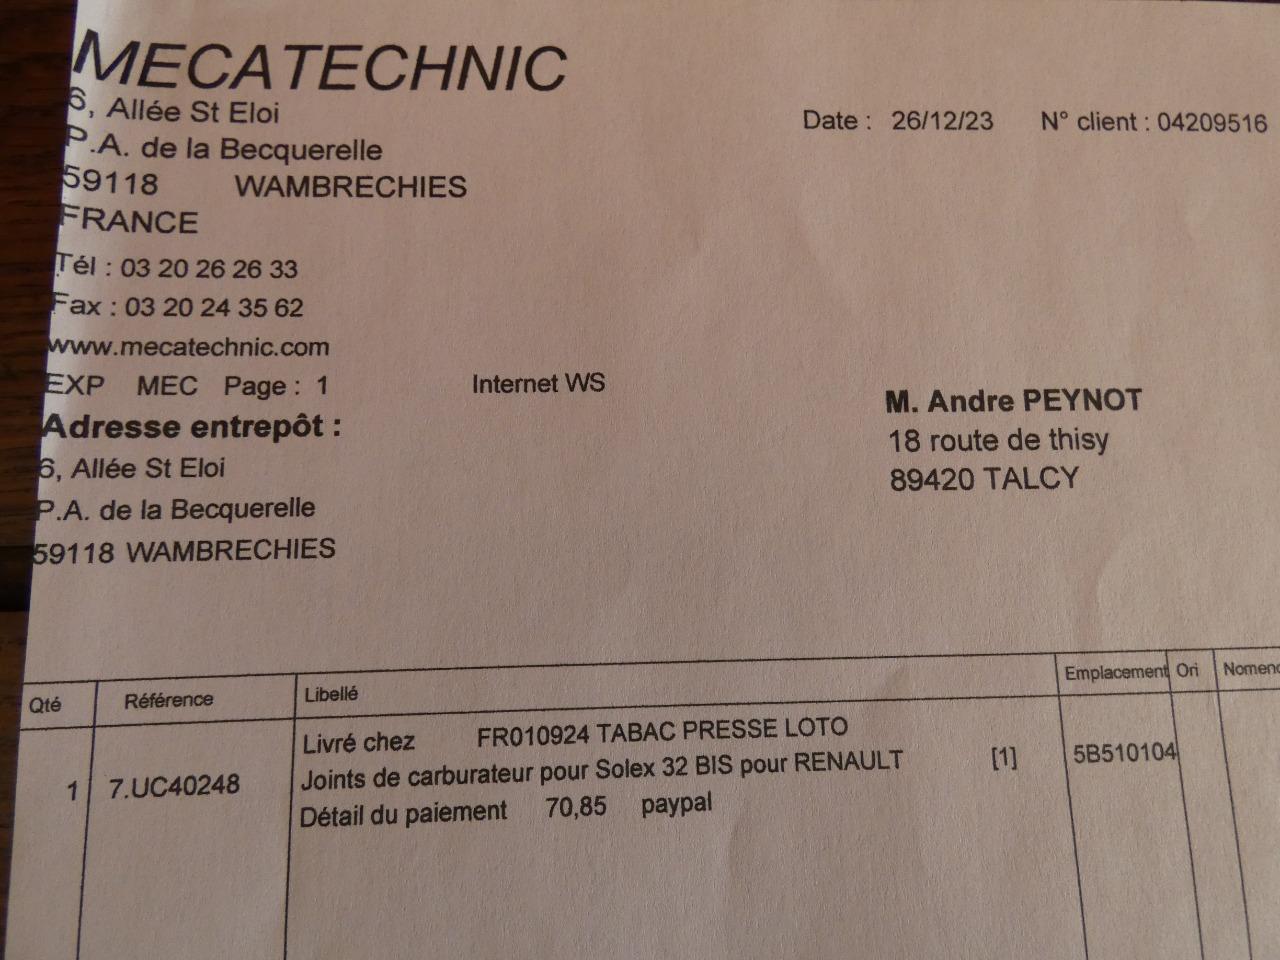 MECATECHNIC
6, Allée St Eloi
P.A. de la Becquerelle
59118 WAMBRECHIES
FRANCE
Tél : 03 20 26 26 33
Fax : 03 20 24 35 62
www.mecatechnic.com
EXP MEC Page : 1 Internet WS
Date : 26/12/23 N° client : 04209516
M. Andre PEYNOT
18 route de thisy
89420 TALCY
Adresse entrepôt :
6, Allée St Eloi
P.A. de la Becquerelle
59118 WAMBRECHIES
Qté Référence Libellé Emplacement Ori
Livré chez FR010924 TABAC PRESSE LOTO
1 7.UC40248 Joints de carburateur pour Solex 32 BIS pour RENAULT [1] 5B510104
Détail du paiement 70,85 paypal